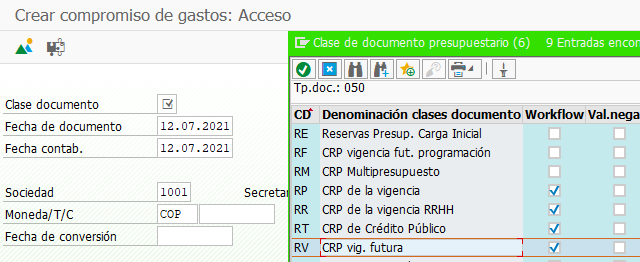 Crear compromiso de gastos: Acceso
Clase documento
Fecha de documento 12.07.2021
Fecha contab. 12.07.2021
Sociedad 1001 Secretar
Moneda/T/C COP
Fecha de conversión
Clase de documento presupuestario (6) 9 Entradas encon
Tp.doc.: 050
CD Denominación clases documento Workflow Val.nega
RE Reservas Presup. Carga Inicial
RF CRP vigencia fut. programación
RM CRP Multipresupuesto
RP CRP de la vigencia
RR CRP de la vigencia RRHH
RT CRP de Crédito Público
RV CRP vig. futura